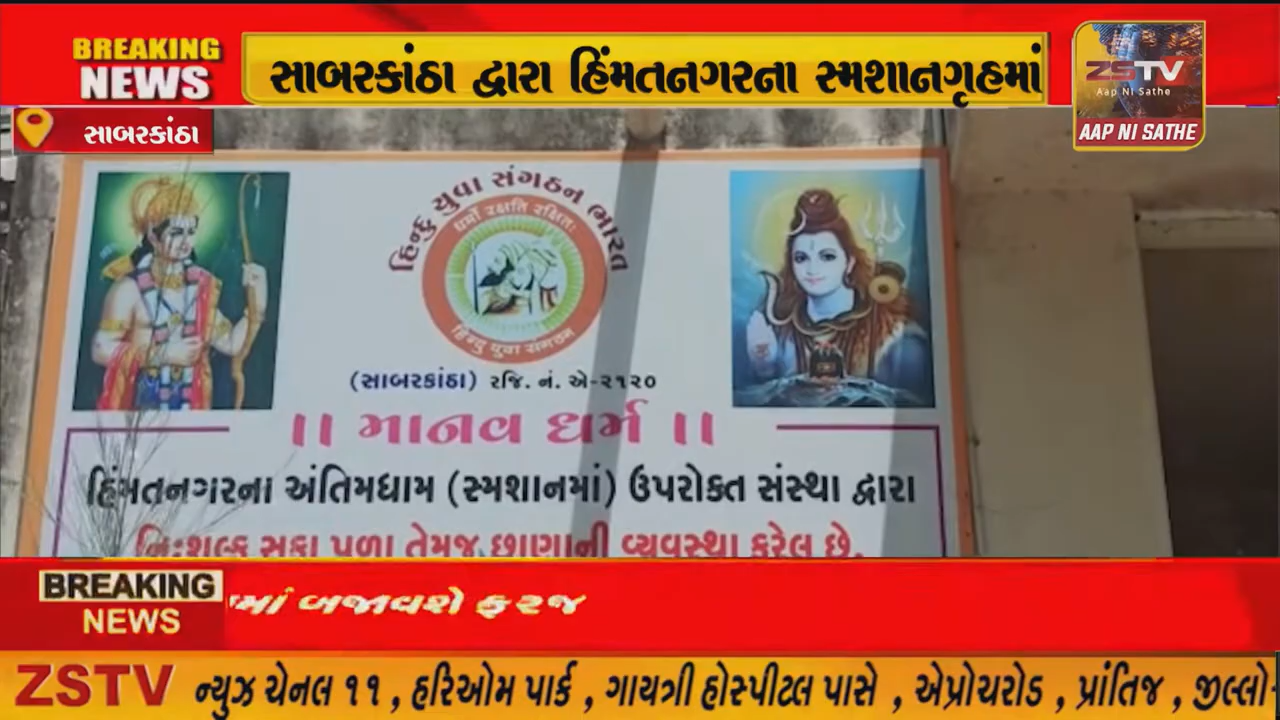 BREAKING
NEWS
સાબરકાંઠા દ્વારા હિંમતનગરના સ્મશાનગૃહમાં
ZSTV
Aap Ni Sathe
AAP NI SATHE
સાબરકાંઠા
હિન્દુ યુવા સંગઠન ભારત
ધર્મો રક્ષતિ રક્ષિતઃ
હિન્દુ યુવા સંગઠન
(સાબરકાંઠા) રજિ. નં. એ-૨૧૨૦
।। માનવ ધર્મ ।।
હિંમતનગરના અંતિમધામ (સ્મશાનમાં) ઉપરોક્ત સંસ્થા દ્વારા
નિઃશુલ્ક સુકા પુળા તેમજ છાણાની વ્યવસ્થા કરેલ છે.
BREAKING
NEWS
માં બજાવશે ફરજ
ZSTV ન્યુઝ ચેનલ ૧૧ , હરિઓમ પાર્ક , ગાયત્રી હોસ્પીટલ પાસે , એપ્રોચરોડ , પ્રાંતિજ , જીલ્લો